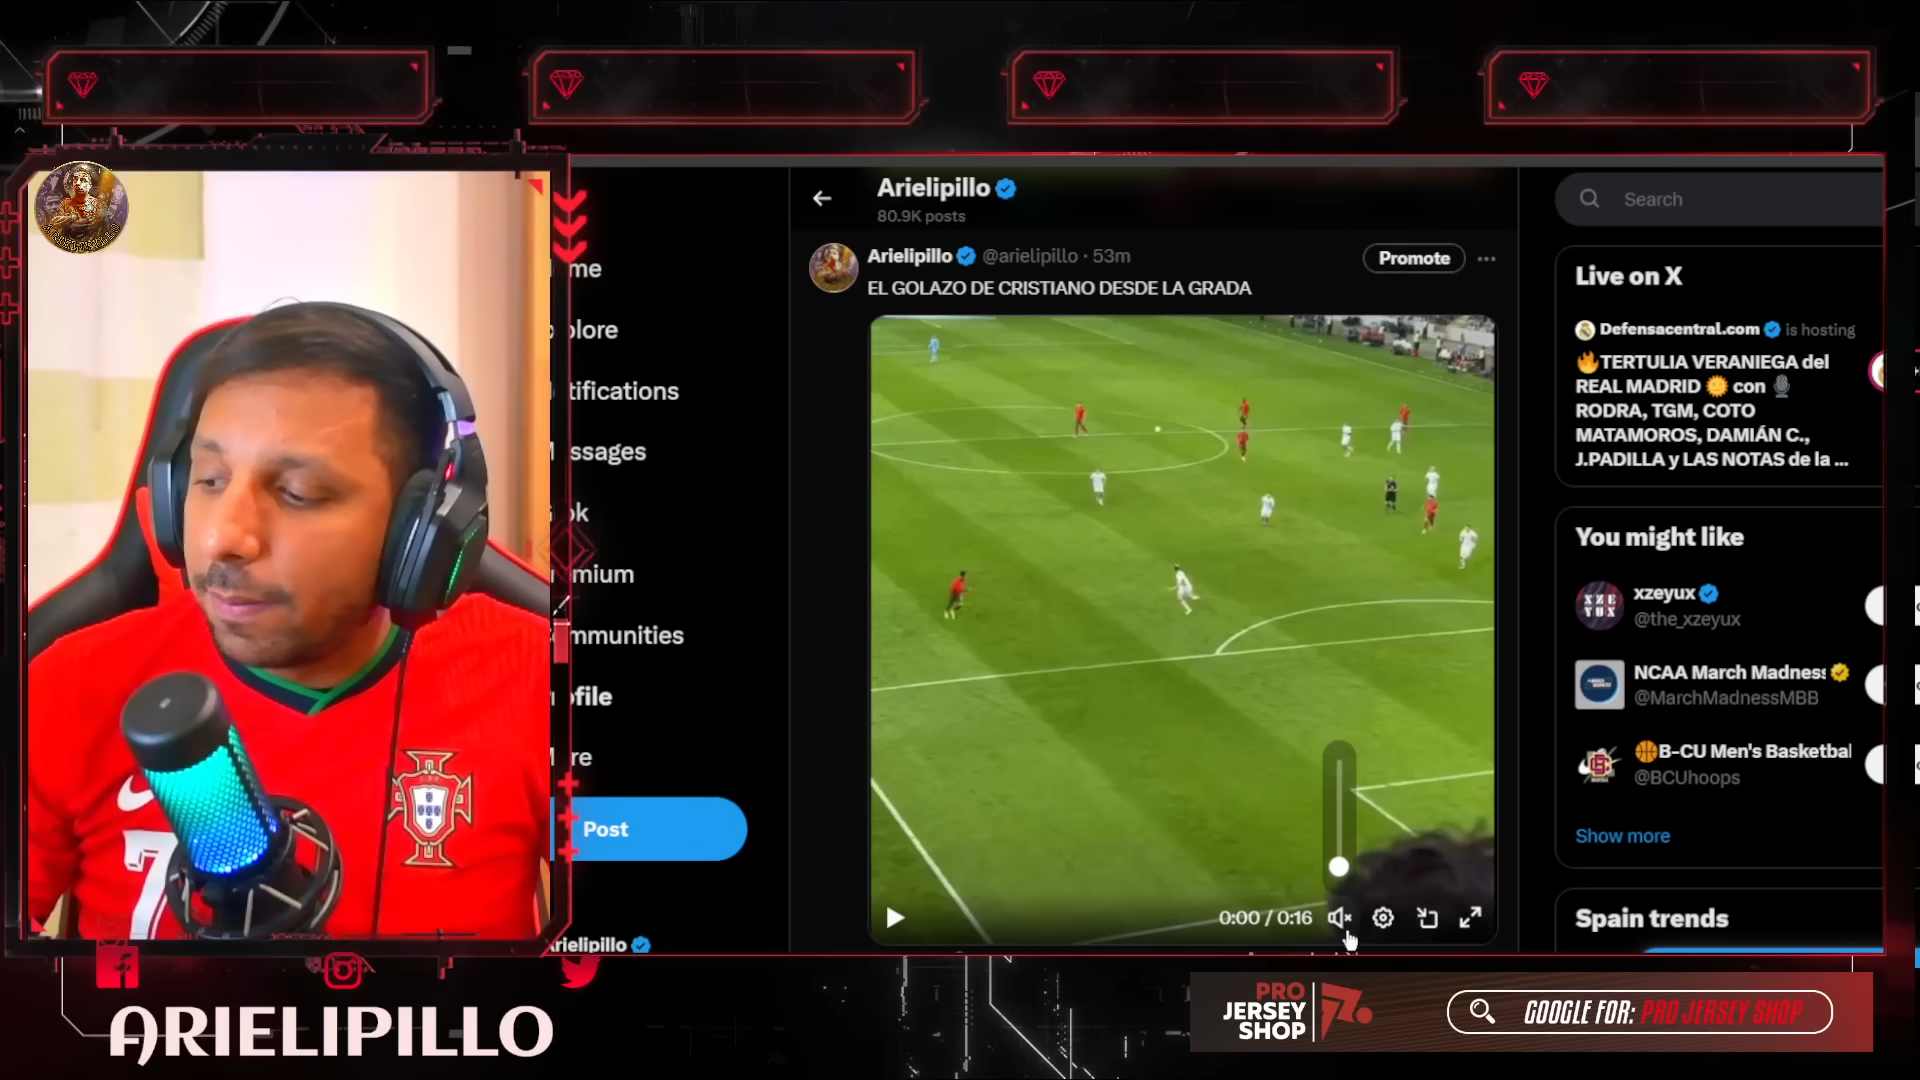 Arielipillo
80.9K posts
Search
Arielipillo @arielipillo · 53m
Promote
EL GOLAZO DE CRISTIANO DESDE LA GRADA
Live on X
Defensacentral.com is hosting
🔥TERTULIA VERANIEGA del
REAL MADRID 🌞 con 🎙
RODRA, TGM, COTO
MATAMOROS, DAMIÁN C.,
J.PADILLA y LAS NOTAS de la ...
me
plore
tifications
ssages
ok
mium
mmunities
ofile
re
Post
rielipillo
You might like
xzeyux
@the_xzeyux
NCAA March Madness
@MarchMadnessMBB
🏀B-CU Men's Basketbal
@BCUhoops
Show more
Spain trends
0:00 / 0:16
7
ARIELIPILLO
PRO
JERSEY
SHOP
GOOGLE FOR: PRO JERSEY SHOP